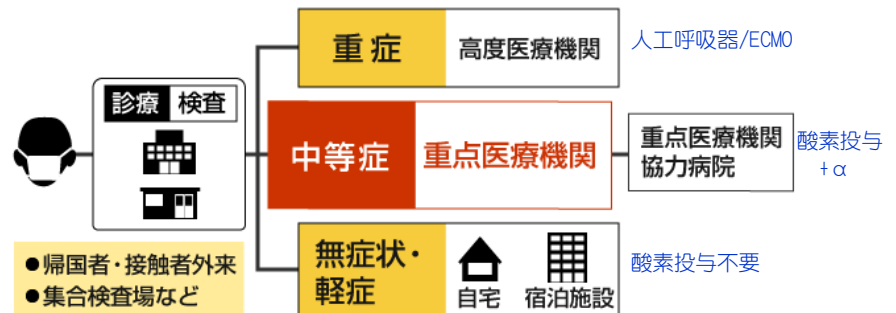 重症
高度医療機関
人工呼吸器/ECMO
診療
検査
中等症
重点医療機関
重点医療機関
協力病院
酸素投与
+α
●帰国者・接触者外来
●集合検査場など
無症状・
軽症
自宅
宿泊施設
酸素投与不要